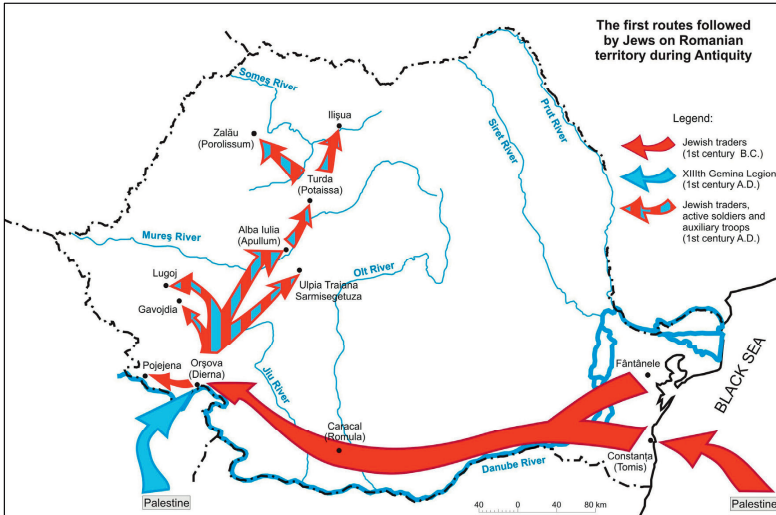 The first routes followed
by Jews on Romanian
territory during Antiquity
Legend:
Jewish traders
(1st century B.C.)
XIIIth Gemina Legion
(1st century A.D.)
Jewish traders,
active soldiers and
auxiliary troops
(1st century A.D.)
Someş River
Ilişua
Zalău
(Porolissum)
Prut River
Siret River
Turda
(Potaissa)
Alba Iulia
(Apullum)
Mureş River
Olt River
Lugoj
Ulpia Traiana
Sarmisegetuza
Gavojdia
Pojejena
Orşova
(Dierna)
Jiu River
Fântânele
BLACK SEA
Caracal
(Romula)
Constanţa
(Tomis)
Danube River
Palestine
40 0 80 km
Palestine